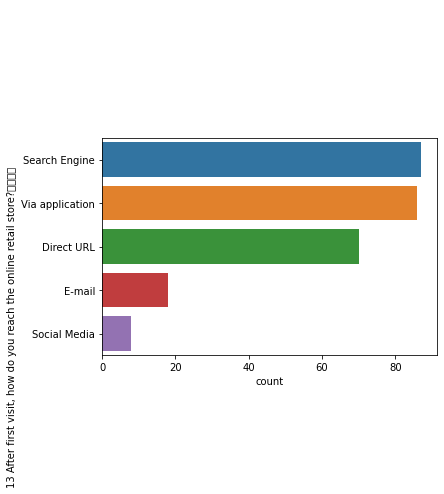 13 After first visit, how do you reach the online retail store?
Search Engine
Via application
Direct URL
E-mail
Social Media
0 20 40 60 80
count